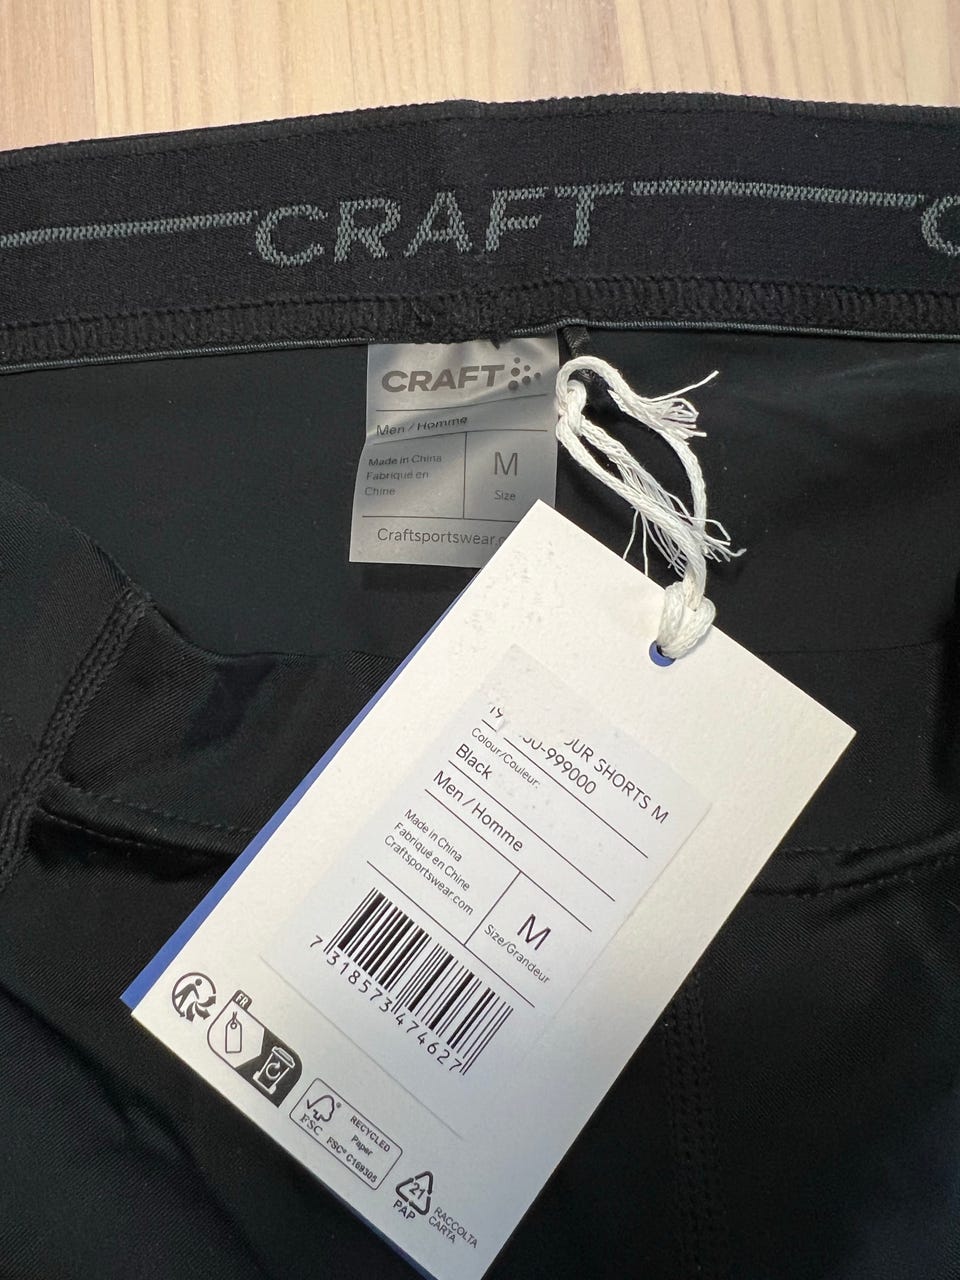 CRAFT
CRAFT
Men / Homme
Made in China
Fabriqué en
Chine
M
Size
Craftsportswear.c
OUR SHORTS M
-999000
Colour/Couleur:
Black
Men / Homme
Made in China
Fabriqué en Chine
Craftsportswear.com
M
Size/Grandeur
7 318573 474627
FR
FSC
RECYCLED
Paper
FSC® C169305
21
PAP
RACCOLTA
CARTA